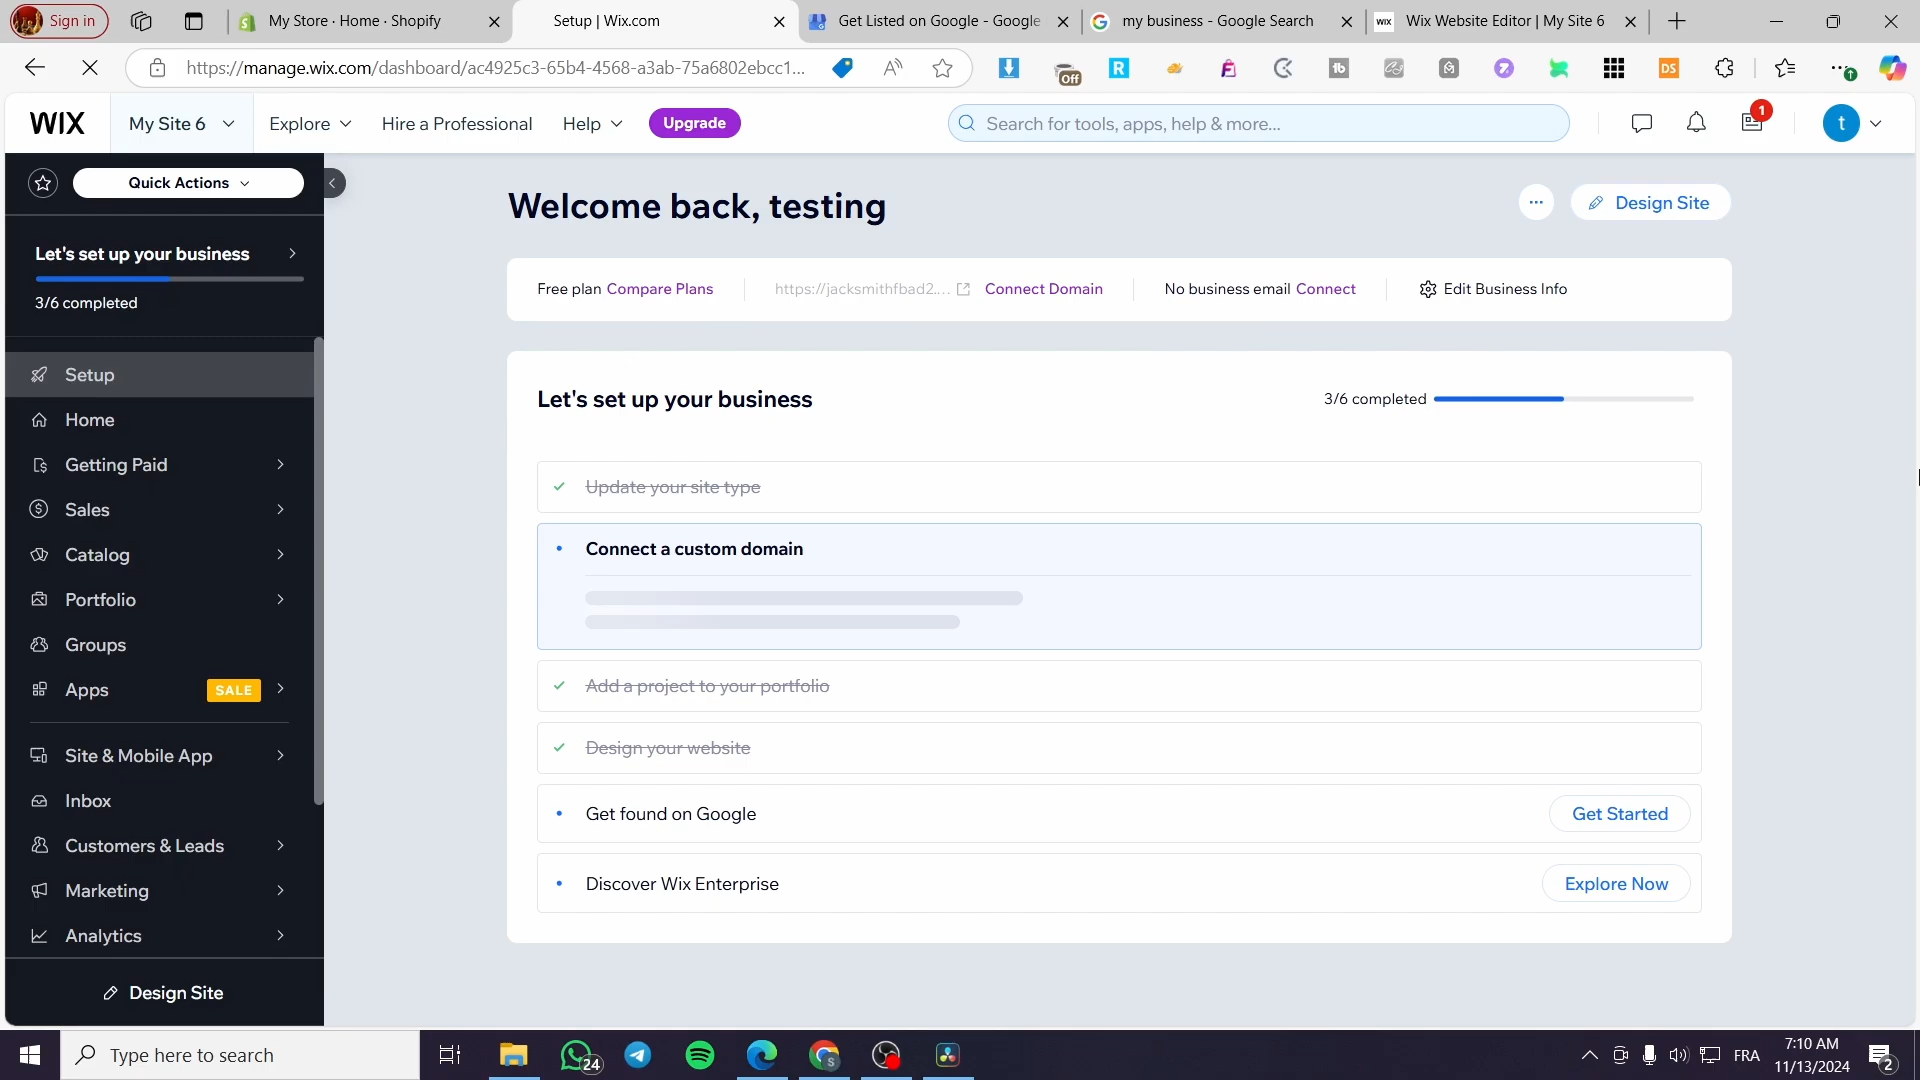 Sign in
My Store · Home · Shopify
Setup | Wix.com
Get Listed on Google - Google
my business - Google Search
WIX
Wix Website Editor | My Site 6
https://manage.wix.com/dashboard/ac4925c3-65b4-4568-a3ab-75a6802ebcc1...
Off
R
tb
DS
WIX
My Site 6
Explore
Hire a Professional
Help
Upgrade
Search for tools, apps, help & more...
1
t
Quick Actions
Let's set up your business
3/6 completed
Setup
Home
Getting Paid
Sales
Catalog
Portfolio
Groups
Apps
SALE
Site & Mobile App
Inbox
Customers & Leads
Marketing
Analytics
Design Site
Welcome back, testing
Design Site
Free plan Compare Plans
https://jacksmithfbad2....
Connect Domain
No business email Connect
Edit Business Info
Let's set up your business
3/6 completed
Update your site type
Connect a custom domain
Add a project to your portfolio
Design your website
Get found on Google
Get Started
Discover Wix Enterprise
Explore Now
Type here to search
24
S
FRA
7:10 AM
11/13/2024
2